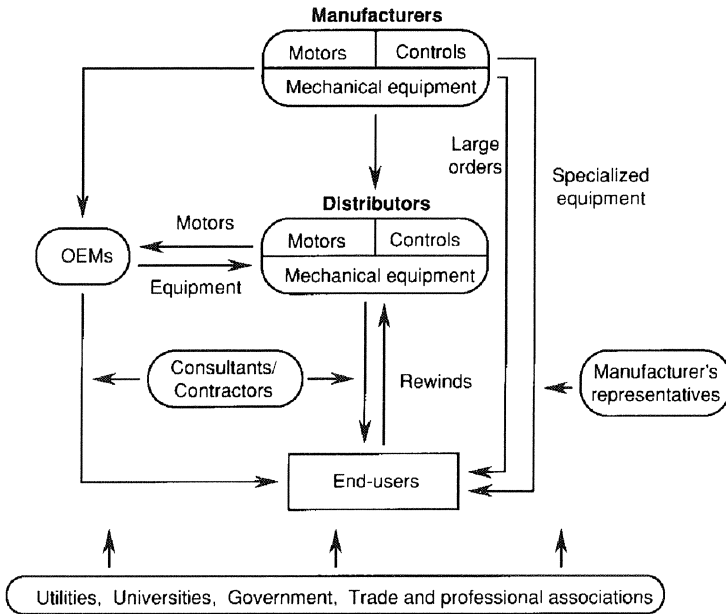 Manufacturers
Motors
Controls
Mechanical equipment
Large
orders
Specialized
equipment
Distributors
Motors
Motors
Controls
OEMs
Mechanical equipment
Equipment
Consultants/
Contractors
Rewinds
Manufacturer's
representatives
End-users
Utilities, Universities, Government, Trade and professional associations